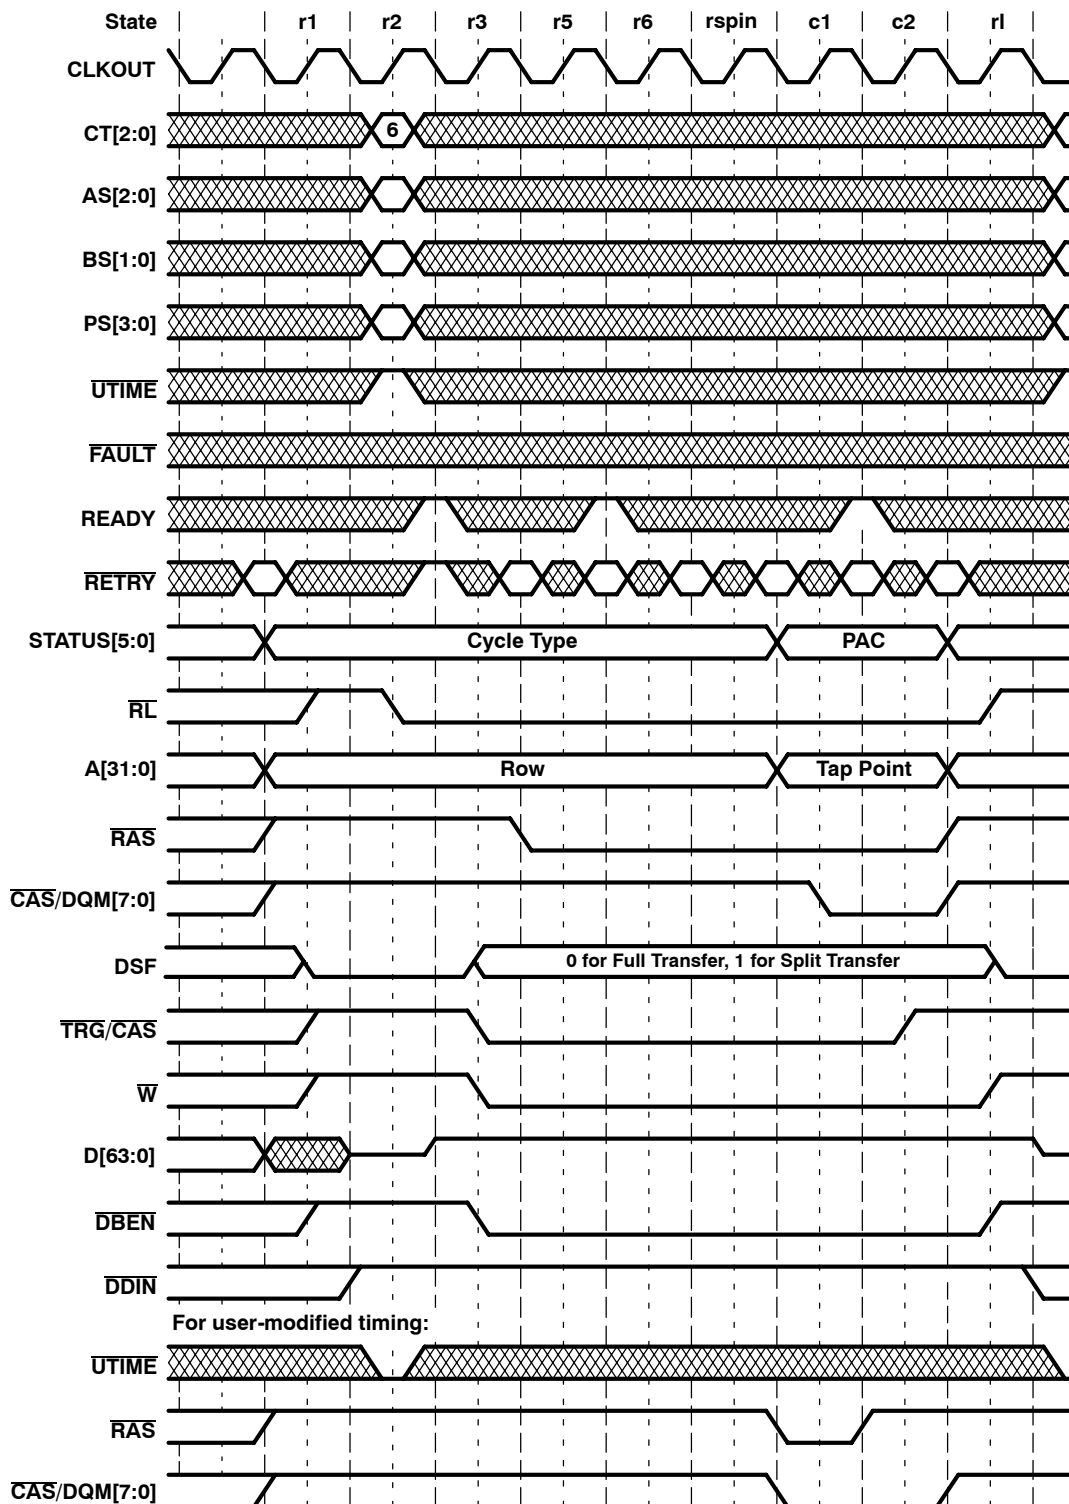 State r1 r2 r3 r5 r6 rspin c1 c2 rl
CLKOUT
CT[2:0] 6
AS[2:0]
BS[1:0]
PS[3:0]
UTIME
FAULT
READY
RETRY
STATUS[5:0] Cycle Type PAC
RL
A[31:0] Row Tap Point
RAS
CAS/DQM[7:0]
DSF 0 for Full Transfer, 1 for Split Transfer
TRG/CAS
W
D[63:0]
DBEN
DDIN
For user-modified timing:
UTIME
RAS
CAS/DQM[7:0]